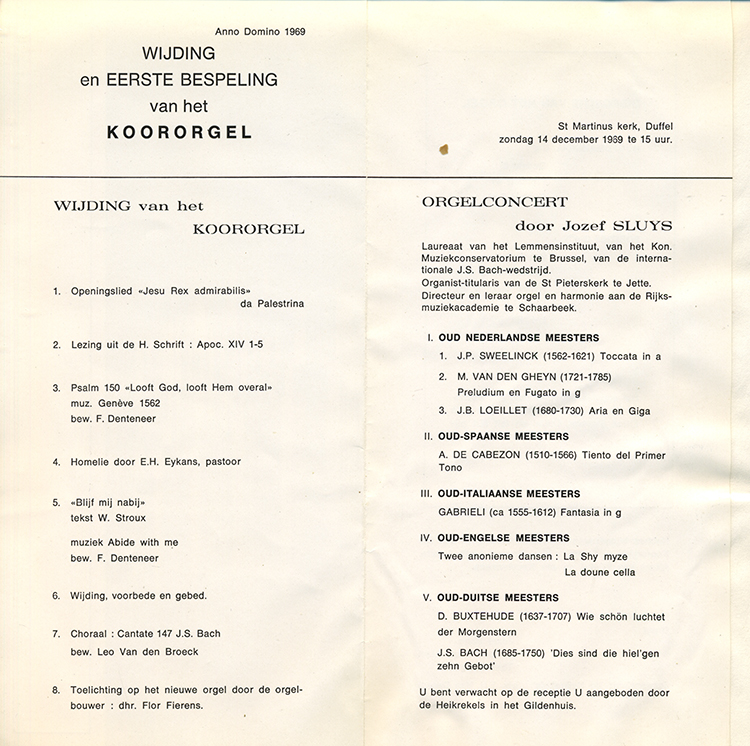 Anno Domino 1969
WIJDING
en EERSTE BESPELING
van het
KOORORGEL
St Martinus kerk, Duffel
zondag 14 december 1969 te 15 uur.
WIJDING van het
KOORORGEL
1. Openingslied «Jesu Rex admirabilis»
da Palestrina
2. Lezing uit de H. Schrift : Apoc. XIV 1-5
3. Psalm 150 «Looft God, looft Hem overal»
muz. Genève 1562
bew. F. Denteneer
4. Homelie door E.H. Eykans, pastoor
5. «Blijf mij nabij»
tekst W. Stroux
muziek Abide with me
bew. F. Denteneer
6. Wijding, voorbede en gebed.
7. Choraal : Cantate 147 J.S. Bach
bew. Leo Van den Broeck
8. Toelichting op het nieuwe orgel door de orgel-
bouwer : dhr. Flor Fierens.
ORGELCONCERT
door Jozef SLUYS
Laureaat van het Lemmensinstituut, van het Kon.
Muziekconservatorium te Brussel, van de interna-
tionale J.S. Bach-wedstrijd.
Organist-titularis van de St Pieterskerk te Jette.
Directeur en leraar orgel en harmonie aan de Rijks-
muziekacademie te Schaarbeek.
I. OUD NEDERLANDSE MEESTERS
1. J.P. SWEELINCK (1562-1621) Toccata in a
2. M. VAN DEN GHEYN (1721-1785)
Preludium en Fugato in g
3. J.B. LOEILLET (1680-1730) Aria en Giga
II. OUD-SPAANSE MEESTERS
A. DE CABEZON (1510-1566) Tiento del Primer
Tono
III. OUD-ITALIAANSE MEESTERS
GABRIELI (ca 1555-1612) Fantasia in g
IV. OUD-ENGELSE MEESTERS
Twee anonieme dansen : La Shy myze
La doune cella
V. OUD-DUITSE MEESTERS
D. BUXTEHUDE (1637-1707) Wie schön luchtet
der Morgenstern
J.S. BACH (1685-1750) 'Dies sind die hiel'gen
zehn Gebot'
U bent verwacht op de receptie U aangeboden door
de Heikrekels in het Gildenhuis.